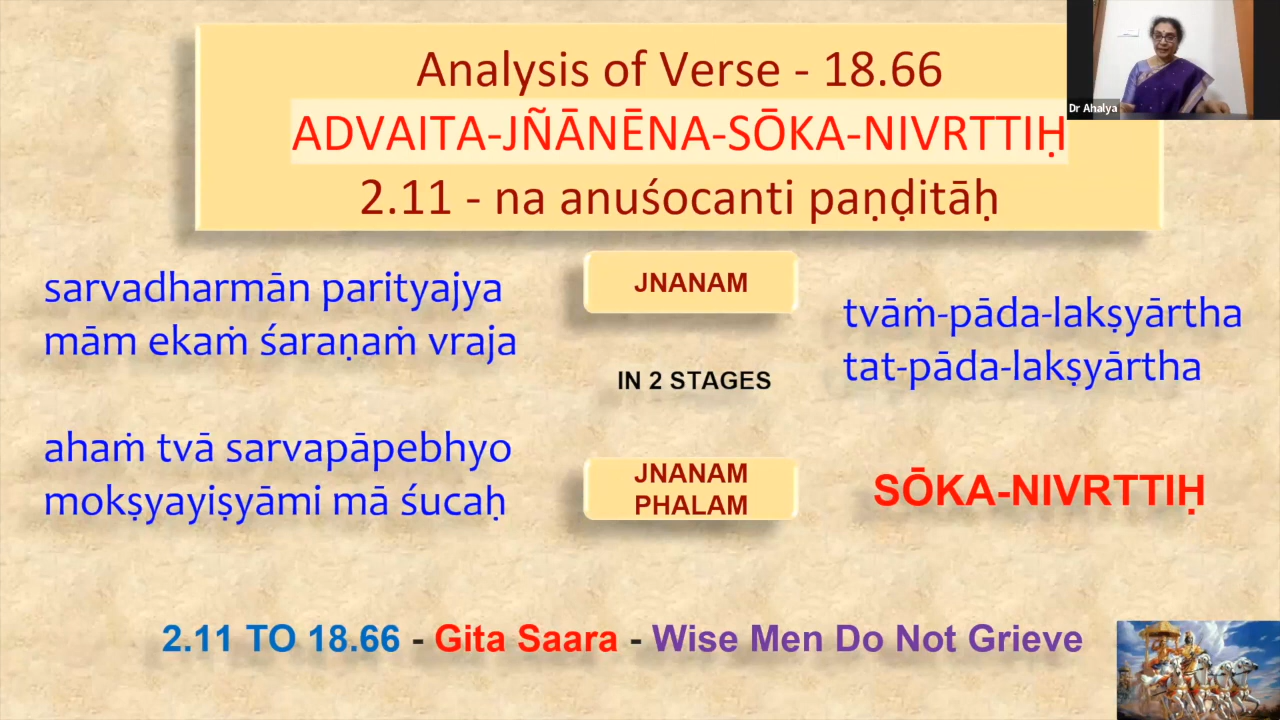 Analysis of Verse - 18.66
ADVAITA-JÑĀNĒNA-SŌKA-NIVRTTIḤ
2.11 - na anuśocanti paṇḍitāḥ
Dr Ahalya
sarvadharmān parityajya
mām ekaṁ śaraṇaṁ vraja
JNANAM
IN 2 STAGES
tvāṁ-pāda-lakṣyārtha
tat-pāda-lakṣyārtha
ahaṁ tvā sarvapāpebhyo
mokṣyayiṣyāmi mā śucaḥ
JNANAM
PHALAM
SŌKA-NIVRTTIḤ
2.11 TO 18.66 - Gita Saara - Wise Men Do Not Grieve